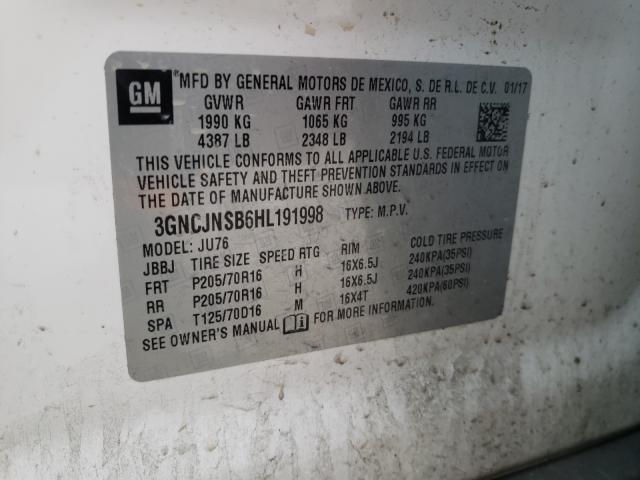 GM
MFD BY GENERAL MOTORS DE MEXICO, S. DE R.L. DE C.V. 01/17
GVWR GAWR FRT GAWR RR
1990 KG 1065 KG 995 KG
4387 LB 2348 LB 2194 LB
THIS VEHICLE CONFORMS TO ALL APPLICABLE U.S. FEDERAL MOTOR
VEHICLE SAFETY AND THEFT PREVENTION STANDARDS IN EFFECT ON
THE DATE OF MANUFACTURE SHOWN ABOVE.
3GNCJNSB6HL191998 TYPE: M.P.V.
MODEL: JU76
JBBJ TIRE SIZE SPEED RTG RIM COLD TIRE PRESSURE
FRT P205/70R16 H 16X6.5J 240KPA(35PSI)
RR P205/70R16 H 16X6.5J 240KPA(35PSI)
SPA T125/70D16 M 16X4T 420KPA(60PSI)
SEE OWNER'S MANUAL FOR MORE INFORMATION.